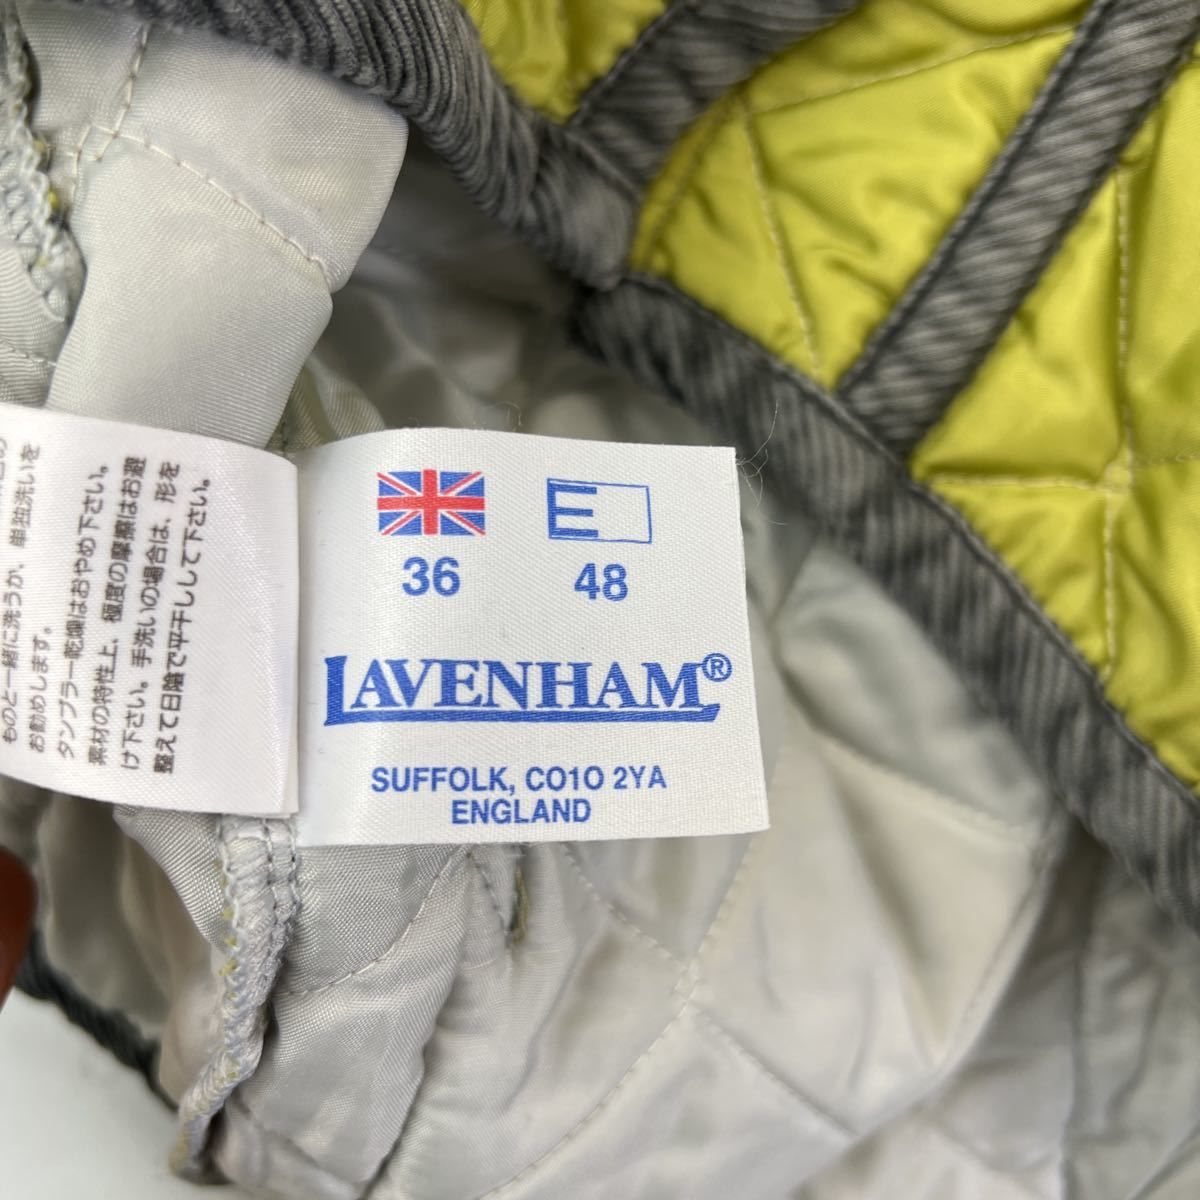 ものと一緒に洗うか、単独洗いを
お勧めします。
タンブラー乾燥はおやめ下さい。
素材の特性上、極度の摩擦はお避
け下さい。手洗いの場合は、形を
整えて日陰で平干しして下さい。
E
36
48
LAVENHAM®
SUFFOLK, CO1O 2YA
ENGLAND